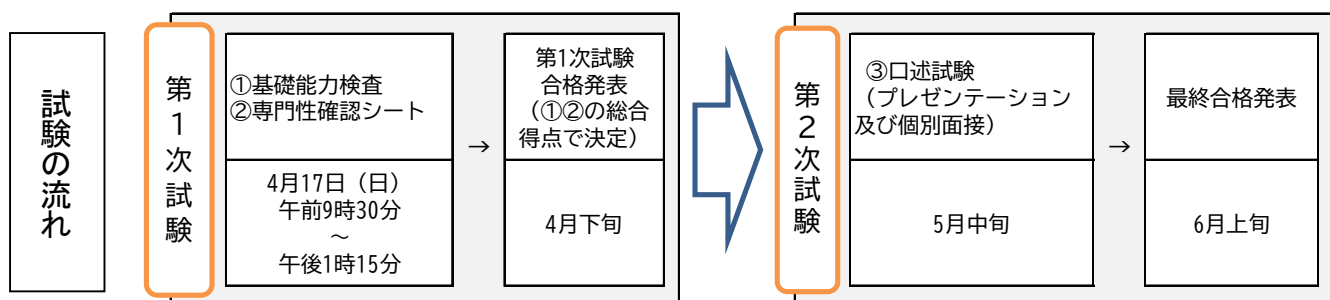 試験の流れ
第1次試験
①基礎能力検査
②専門性確認シート
4月17日（日）
午前9時30分
～
午後1時15分
→
第1次試験
合格発表
（①②の総合
得点で決定）
4月下旬
第2次試験
③口述試験
（プレゼンテーション
及び個別面接）
5月中旬
→
最終合格発表
6月上旬